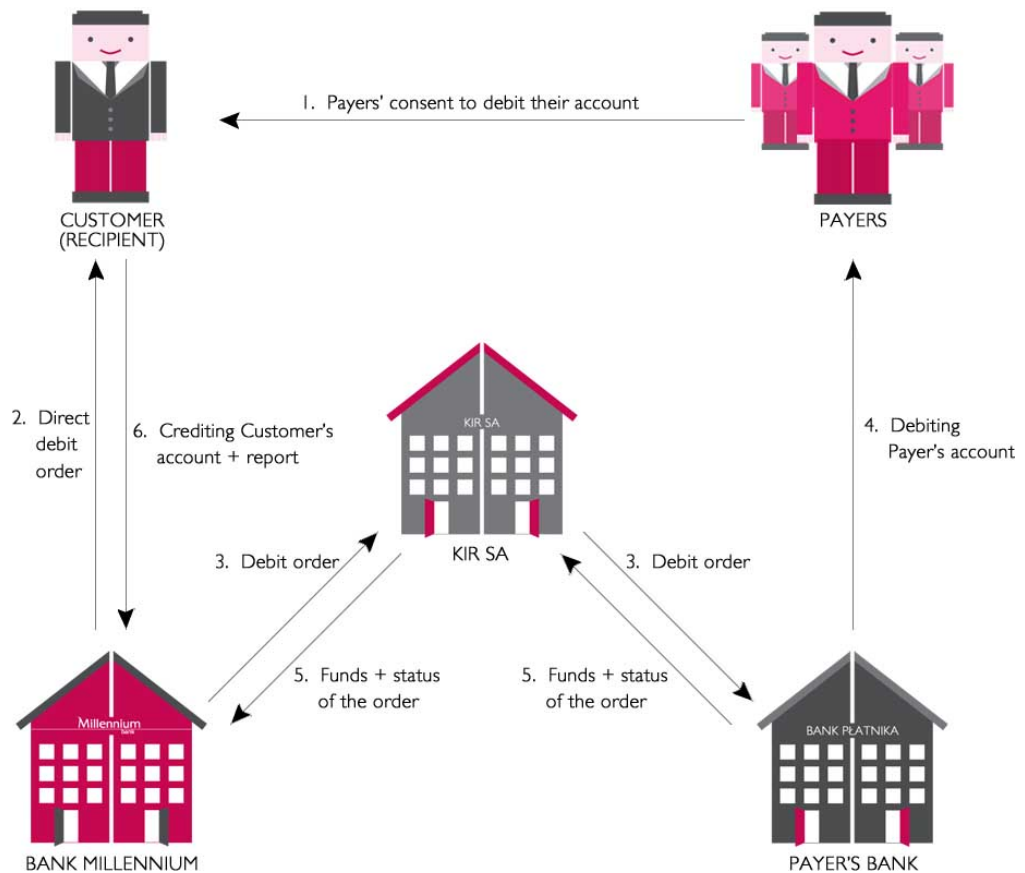 1. Payers' consent to debit their account
CUSTOMER
(RECIPIENT)
PAYERS
2. Direct
debit
order
6. Crediting Customer's
account + report
KIR SA
4. Debiting
Payer's account
KIR SA
3. Debit order
3. Debit order
5. Funds + status
of the order
5. Funds + status
of the order
Millennium
bank
BANK PŁATNIKA
BANK MILLENNIUM
PAYER'S BANK